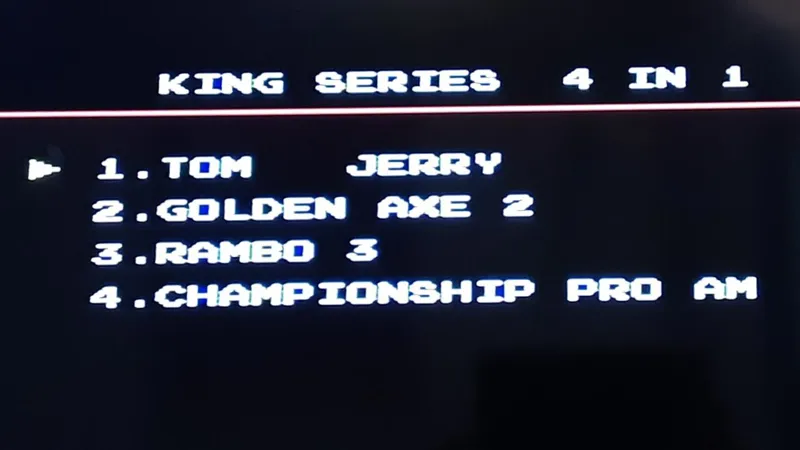 KING SERIES 4 IN 1
1.TOM JERRY
2.GOLDEN AXE 2
3.RAMBO 3
4.CHAMPIONSHIP PRO AM